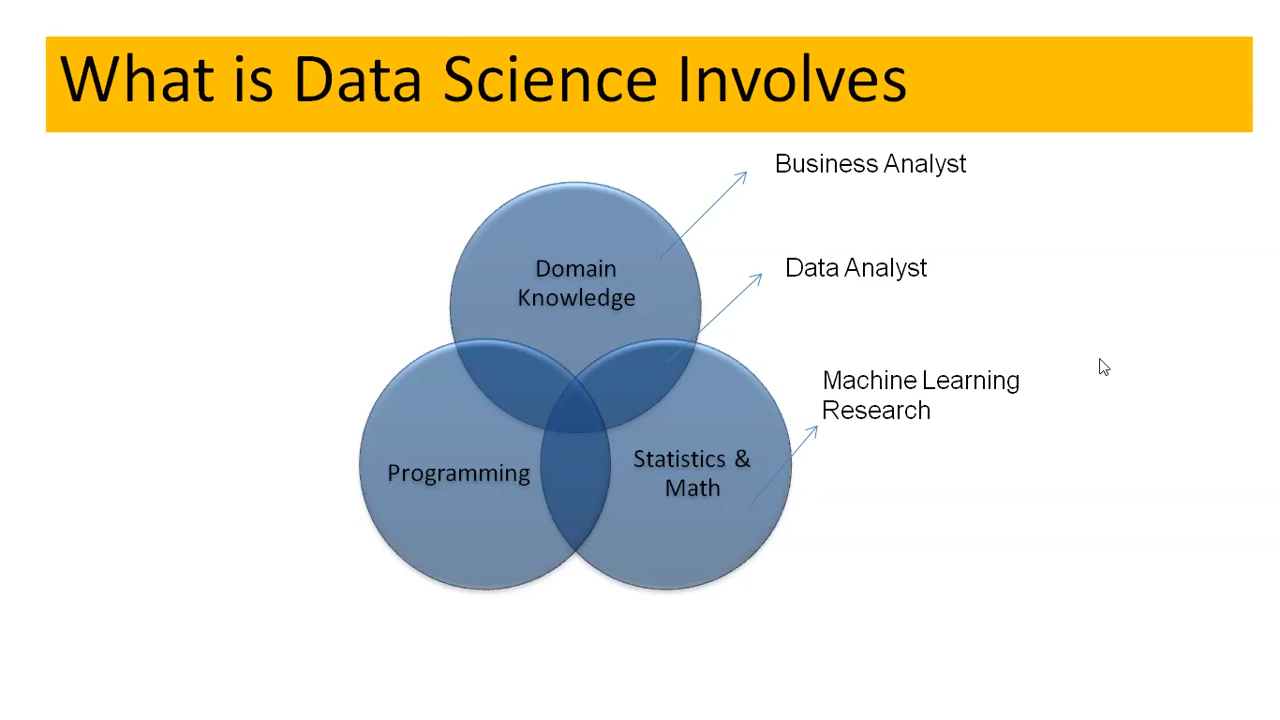 What is Data Science Involves
Business Analyst
Domain
Knowledge
Data Analyst
Machine Learning
Research
Programming
Statistics &
Math